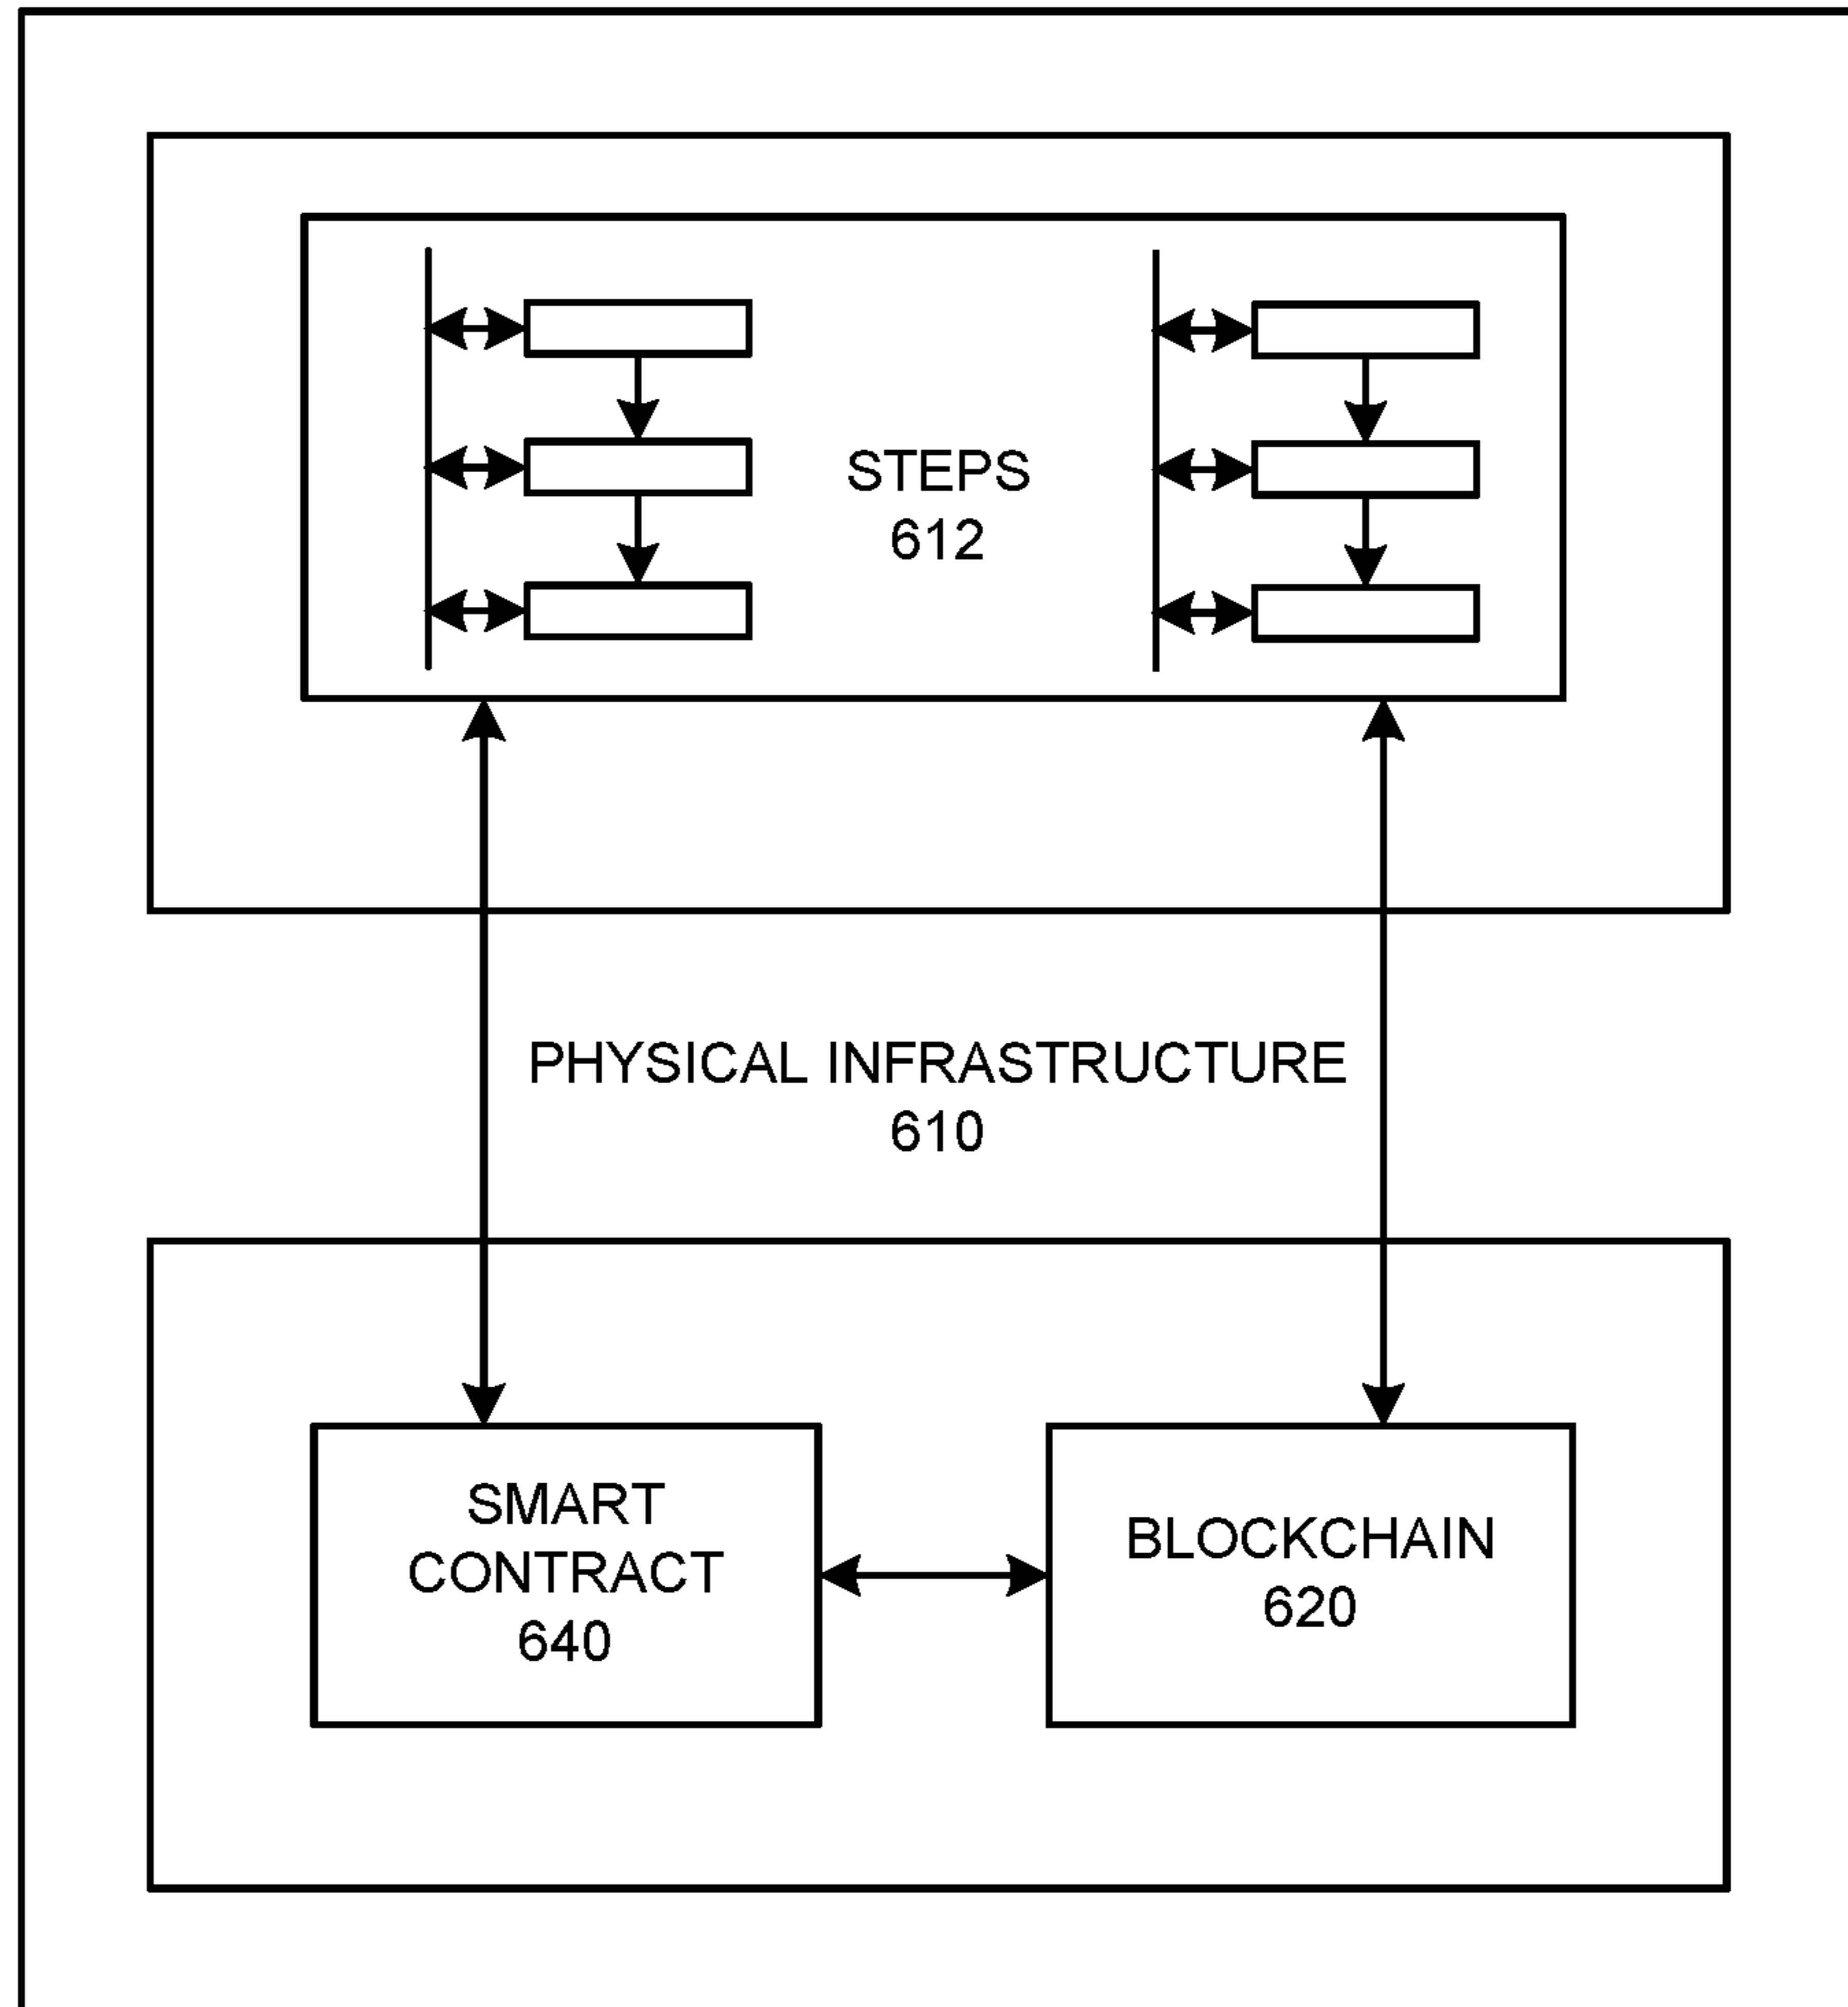 STEPS
612
PHYSICAL INFRASTRUCTURE
610
SMART
CONTRACT
640
BLOCKCHAIN
620